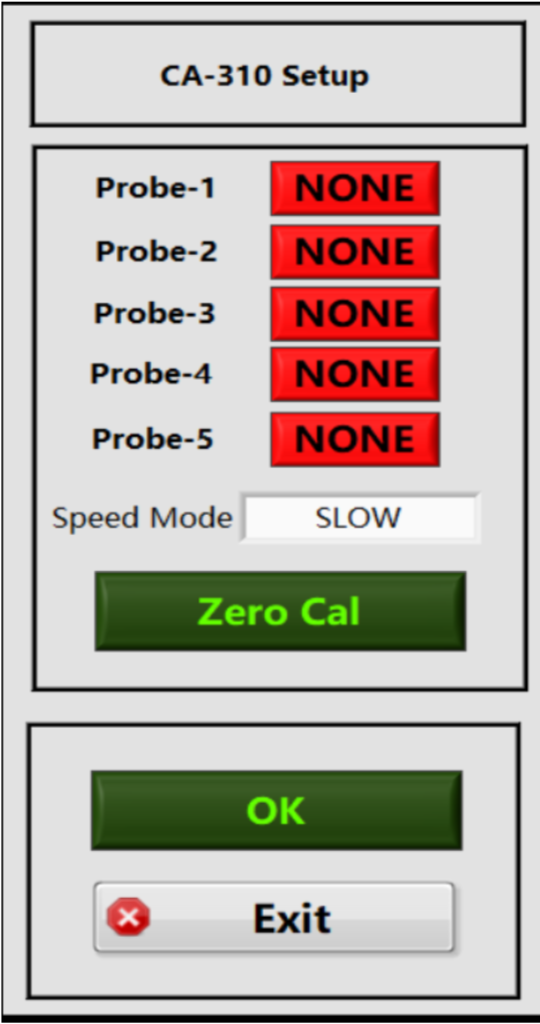 CA-310 Setup
Probe-1 NONE
Probe-2 NONE
Probe-3 NONE
Probe-4 NONE
Probe-5 NONE
Speed Mode SLOW
Zero Cal
OK
Exit